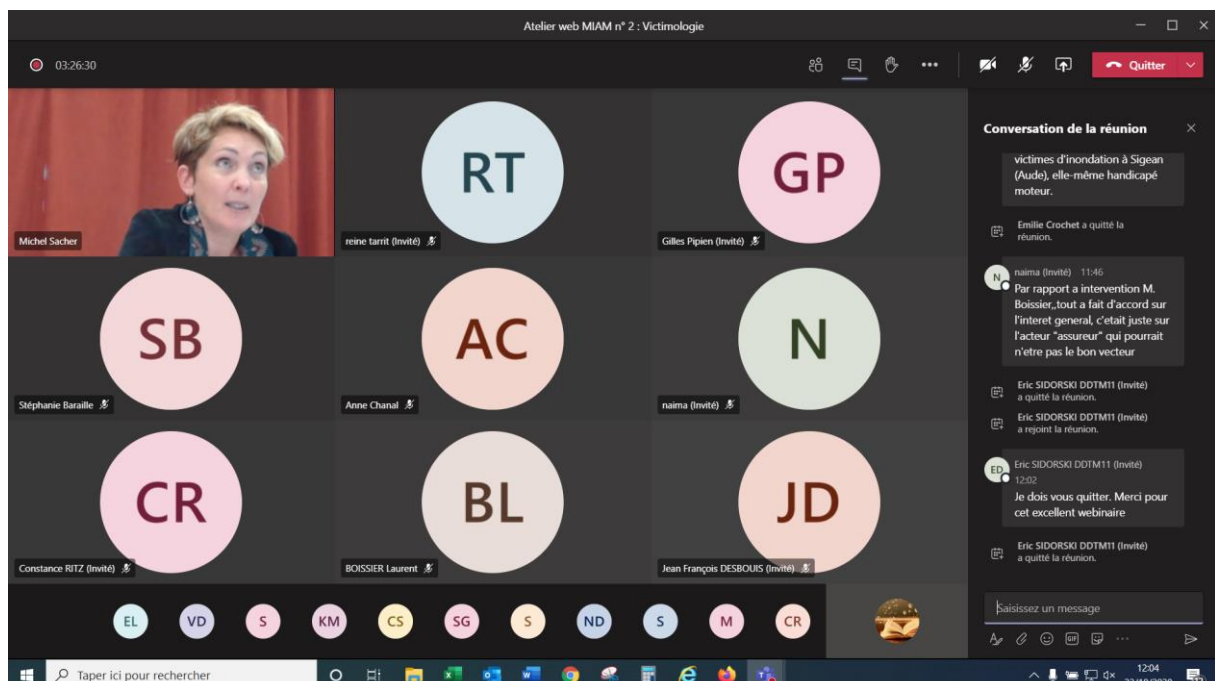 Atelier web MIAM n° 2 : Victimologie
03:26:30
Quitter
Michel Sacher
RT
reine tarrit (Invité)
GP
Gilles Pipien (Invité)
SB
Stéphanie Baraille
AC
Anne Chanal
N
naima (Invité)
CR
Constance RITZ (Invité)
BL
BOISSIER Laurent
JD
Jean François DESBOUIS (Invité)
EL
VD
S
KM
CS
SG
S
ND
S
M
CR
Conversation de la réunion
victimes d'inondation à Sigean
(Aude), elle-même handicapé
moteur.
Emilie Crochet a quitté la
réunion.
N
naima (Invité) 11:46
Par rapport a intervention M.
Boissier,,tout a fait d'accord sur
l'interet general, c'etait juste sur
l'acteur "assureur" qui pourrait
n'etre pas le bon vecteur
Eric SIDORSKI DDTM11 (Invité)
a quitté la réunion.
Eric SIDORSKI DDTM11 (Invité)
a rejoint la réunion.
ED
Eric SIDORSKI DDTM11 (Invité)
12:02
Je dois vous quitter. Merci pour
cet excellent webinaire
Eric SIDORSKI DDTM11 (Invité)
a quitté la réunion.
Saisissez un message
GIF
Taper ici pour rechercher
12:04